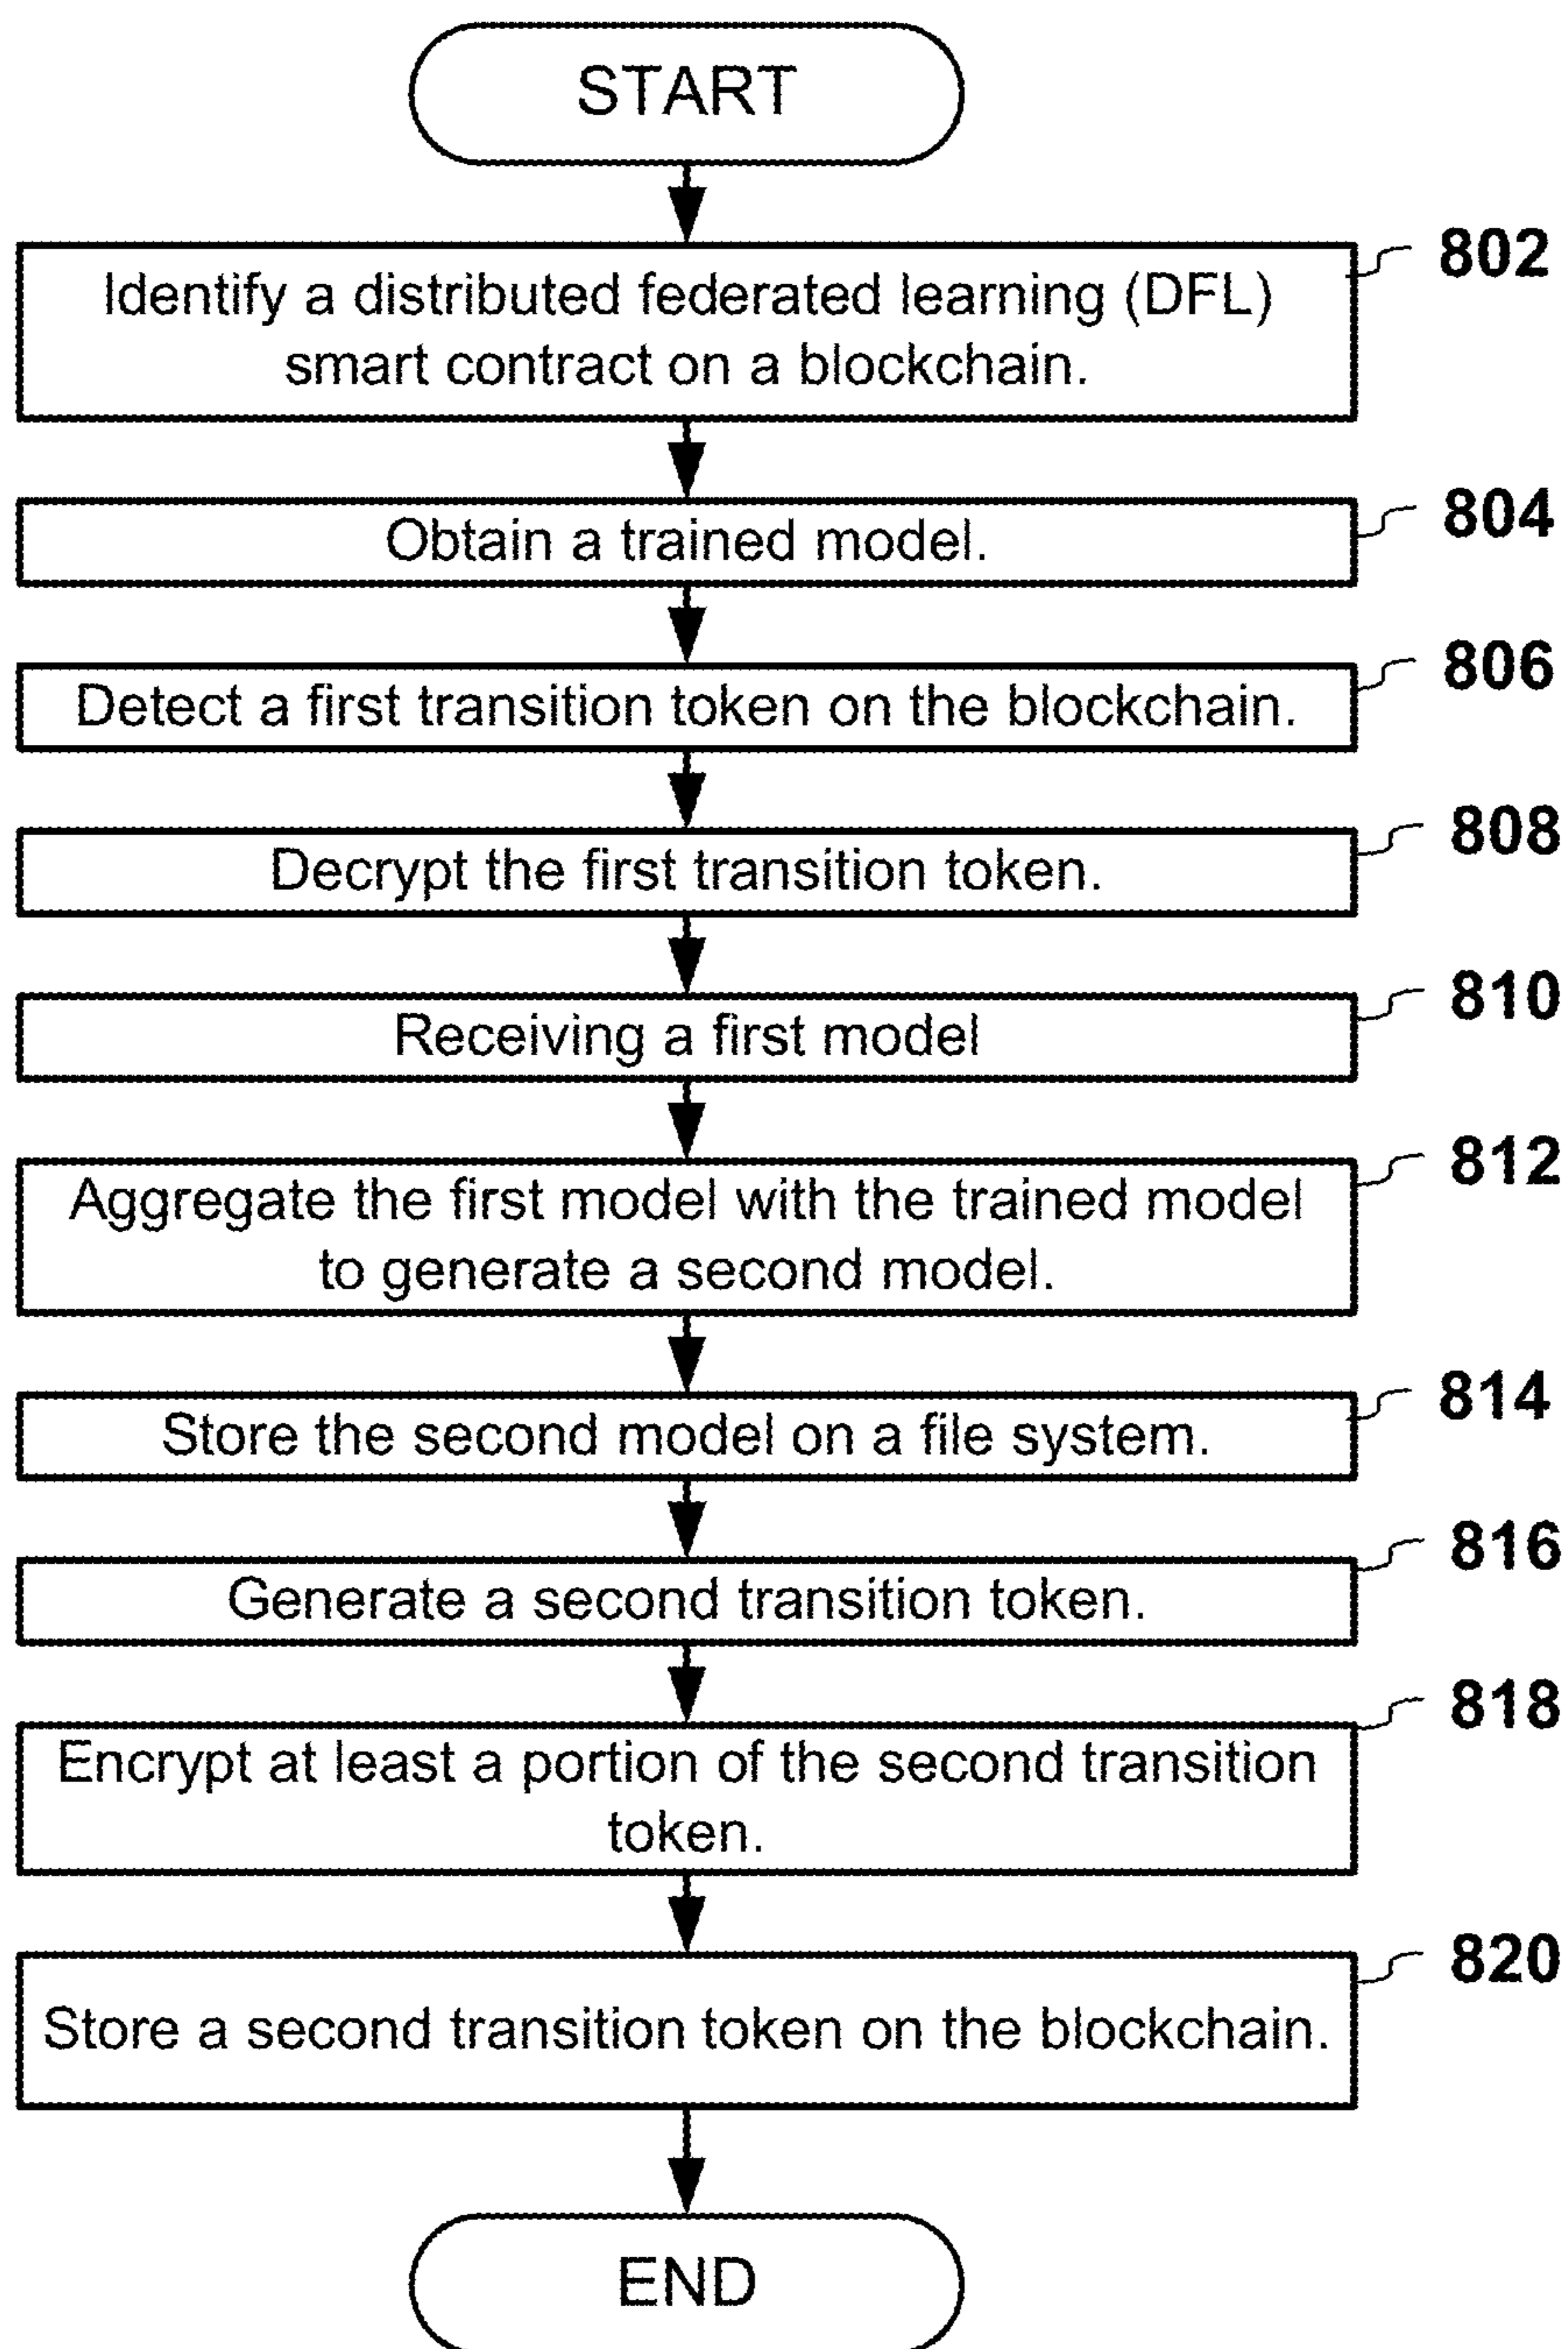 START
802
Identify a distributed federated learning (DFL)
smart contract on a blockchain.
804
Obtain a trained model.
806
Detect a first transition token on the blockchain.
808
Decrypt the first transition token.
810
Receiving a first model
812
Aggregate the first model with the trained model
to generate a second model.
814
Store the second model on a file system.
816
Generate a second transition token.
818
Encrypt at least a portion of the second transition
token.
820
Store a second transition token on the blockchain.
END